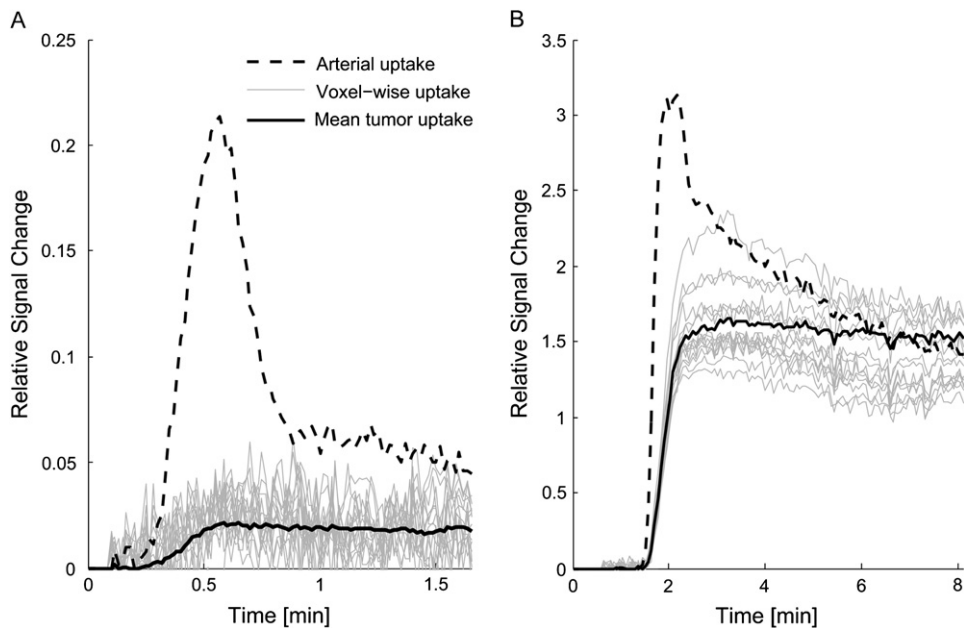 A
0.25
0.2
0.15
0.1
0.05
0
0
0.5
1
1.5
Relative Signal Change
Time [min]
Arterial uptake
Voxel−wise uptake
Mean tumor uptake
B
3.5
3
2.5
2
1.5
1
0.5
0
0
2
4
6
8
Relative Signal Change
Time [min]